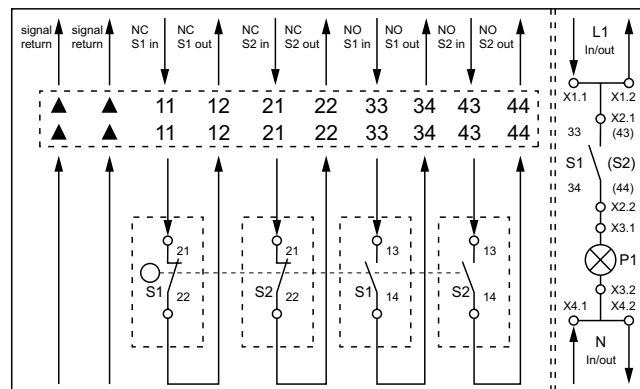 signal return
signal return
NC S1 in
NC S1 out
NC S2 in
NC S2 out
NO S1 in
NO S1 out
NO S2 in
NO S2 out
11 12 21 22 33 34 43 44
11 12 21 22 33 34 43 44
21
S1
22
21
S2
22
13
S1
14
13
S2
14
L1
In/out
X1.1
X1.2
X2.1
33
(43)
S1
(S2)
34
(44)
X2.2
X3.1
P1
X3.2
X4.1
X4.2
N
In/out